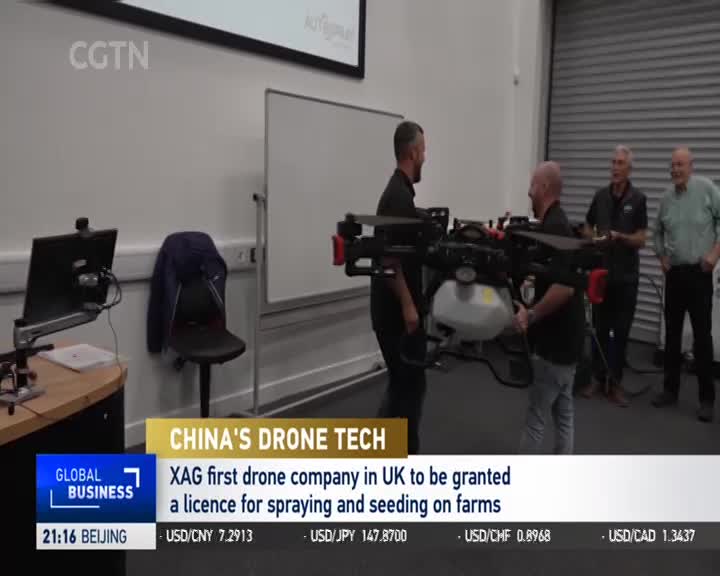 CGTN
CHINA'S DRONE TECH
GLOBAL
BUSINESS
XAG first drone company in UK to be granted
a licence for spraying and seeding on farms
21:16 BEIJING
USD/CNY 7.2913
USD/JPY 147.8700
USD/CHF 0.8968
USD/CAD 1.3437